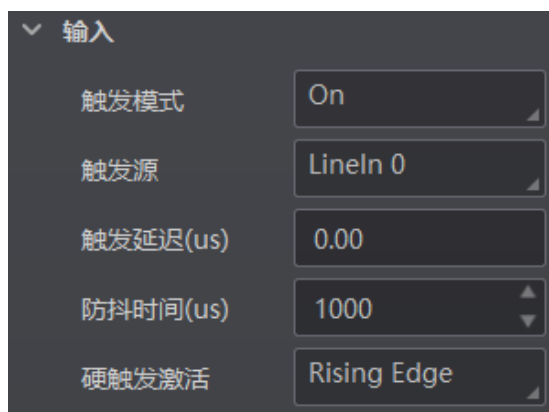 输入
触发模式 On
触发源 LineIn 0
触发延迟(us) 0.00
防抖时间(us) 1000
硬触发激活 Rising Edge